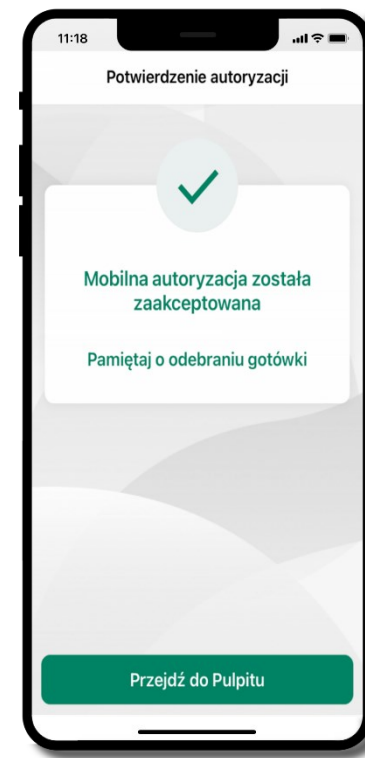 11:18
Potwierdzenie autoryzacji
Mobilna autoryzacja została
zaakceptowana
Pamiętaj o odebraniu gotówki
Przejdź do Pulpitu